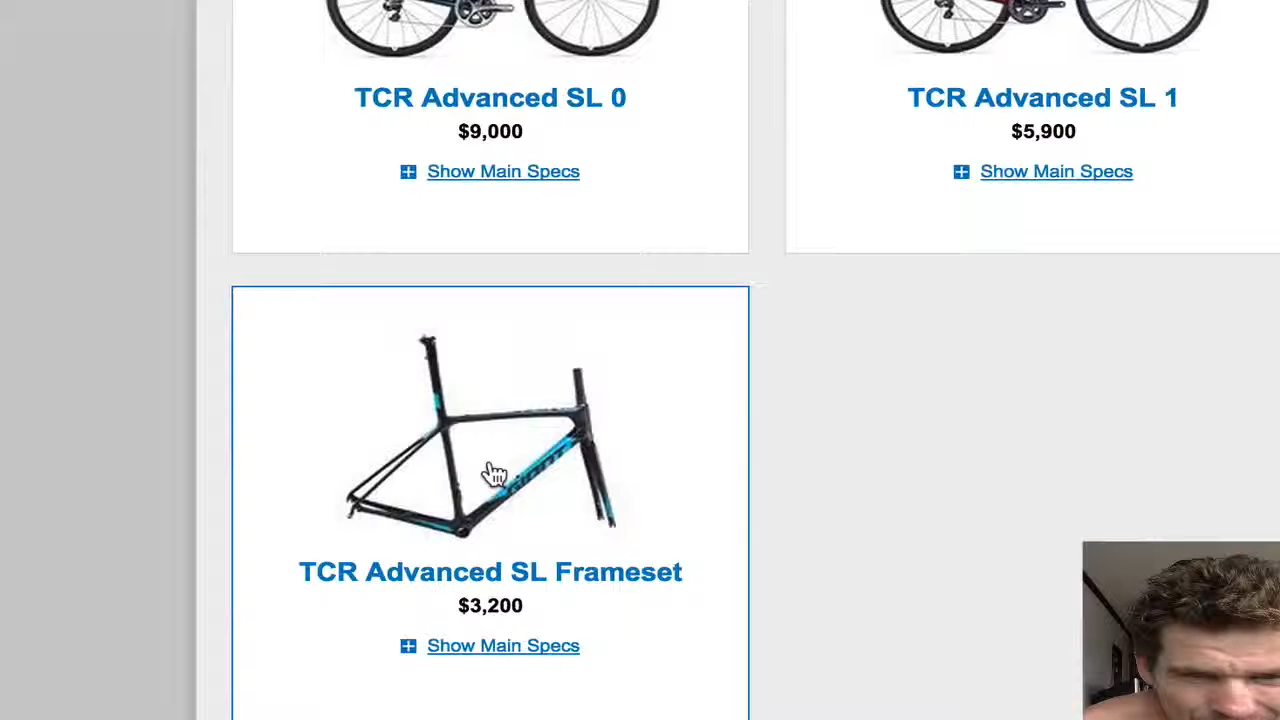 TCR Advanced SL 0
$9,000
Show Main Specs
TCR Advanced SL 1
$5,900
Show Main Specs
GIANT
TCR Advanced SL Frameset
$3,200
Show Main Specs